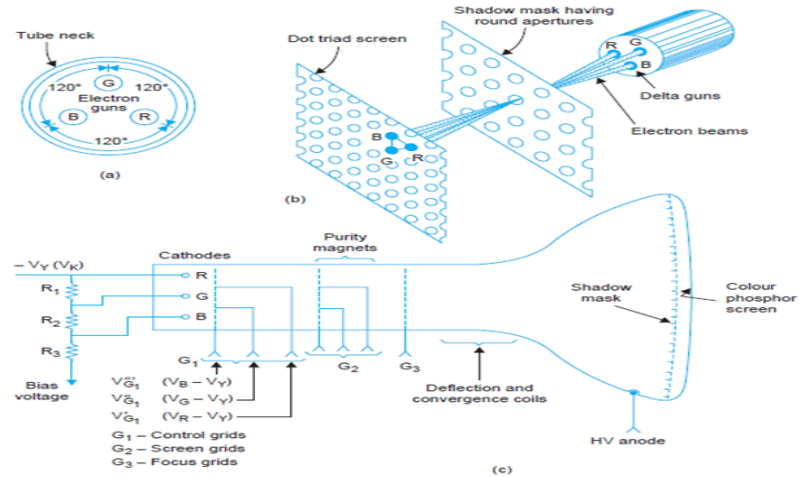 Tube neck
120°
G
120°
Electron
guns
B
R
120°
(a)
Dot triad screen
Shadow mask having
round apertures
R
G
B
Delta guns
Electron beams
B
G
R
(b)
– VY (VK)
R1
R2
R3
Bias
voltage
Cathodes
R
G
B
Purity
magnets
G1
G2
G3
V‴G1 (VB – VY)
V″G1 (VG – VY)
V′G1 (VR – VY)
G1 – Control grids
G2 – Screen grids
G3 – Focus grids
Deflection and
convergence coils
Shadow
mask
Colour
phosphor
screen
HV anode
(c)